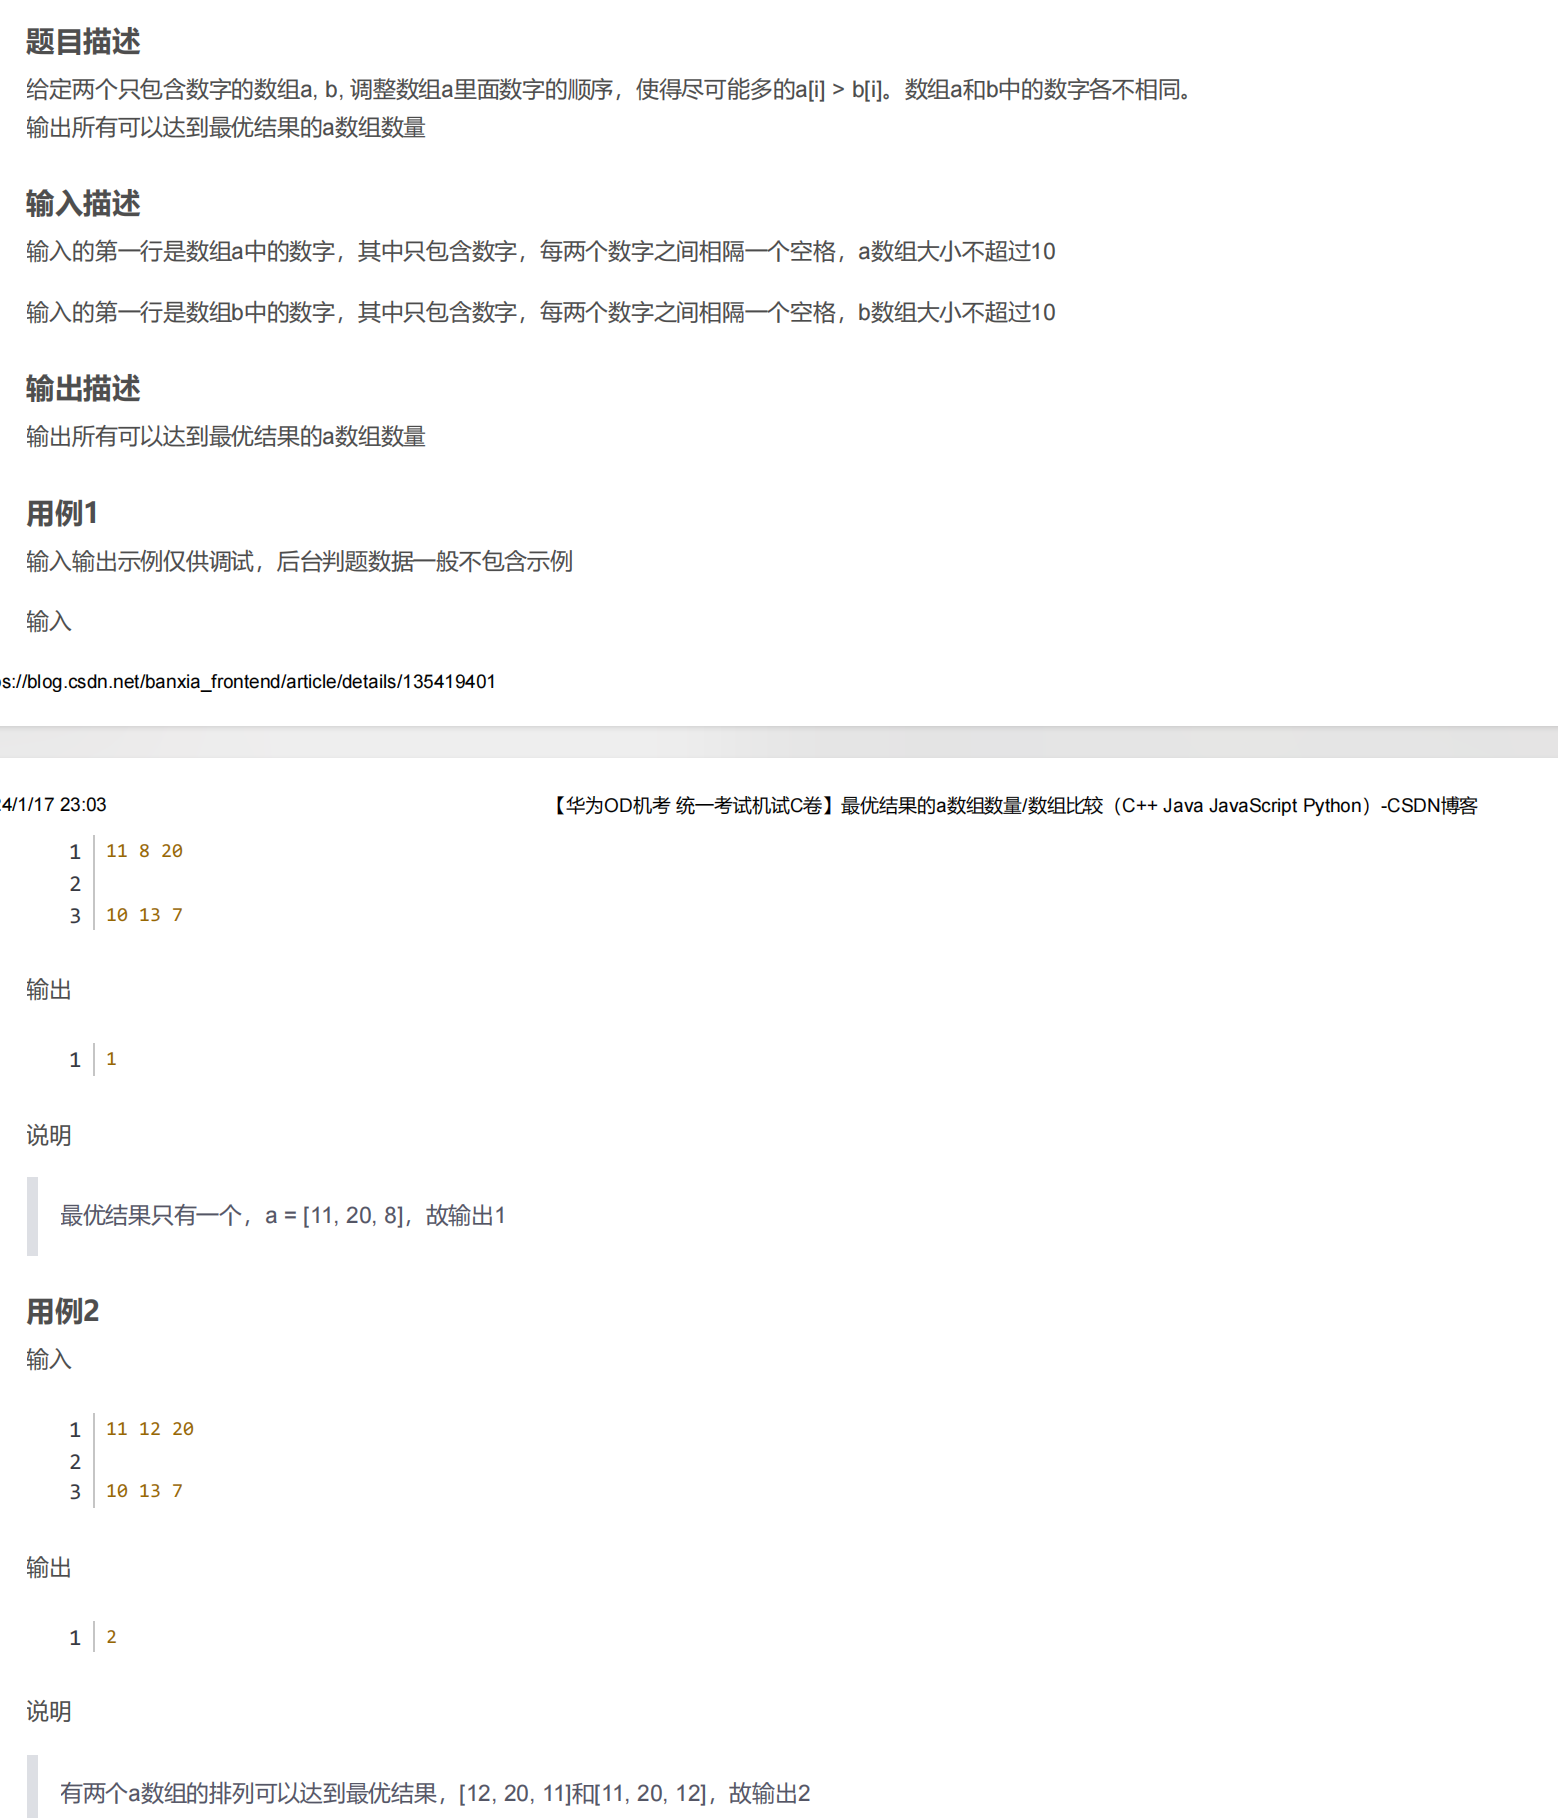 题目描述
给定两个只包含数字的数组a, b, 调整数组a里面数字的顺序，使得尽可能多的a[i] > b[i]。数组a和b中的数字各不相同。
输出所有可以达到最优结果的a数组数量
输入描述
输入的第一行是数组a中的数字，其中只包含数字，每两个数字之间相隔一个空格，a数组大小不超过10
输入的第一行是数组b中的数字，其中只包含数字，每两个数字之间相隔一个空格，b数组大小不超过10
输出描述
输出所有可以达到最优结果的a数组数量
用例1
输入输出示例仅供调试，后台判题数据一般不包含示例
输入
s://blog.csdn.net/banxia_frontend/article/details/135419401
4/1/17 23:03 【华为OD机考 统一考试机试C卷】最优结果的a数组数量/数组比较（C++ Java JavaScript Python）-CSDN博客
1 11 8 20
2
3 10 13 7
输出
1 1
说明
最优结果只有一个，a = [11, 20, 8]，故输出1
用例2
输入
1 11 12 20
2
3 10 13 7
输出
1 2
说明
有两个a数组的排列可以达到最优结果，[12, 20, 11]和[11, 20, 12]，故输出2